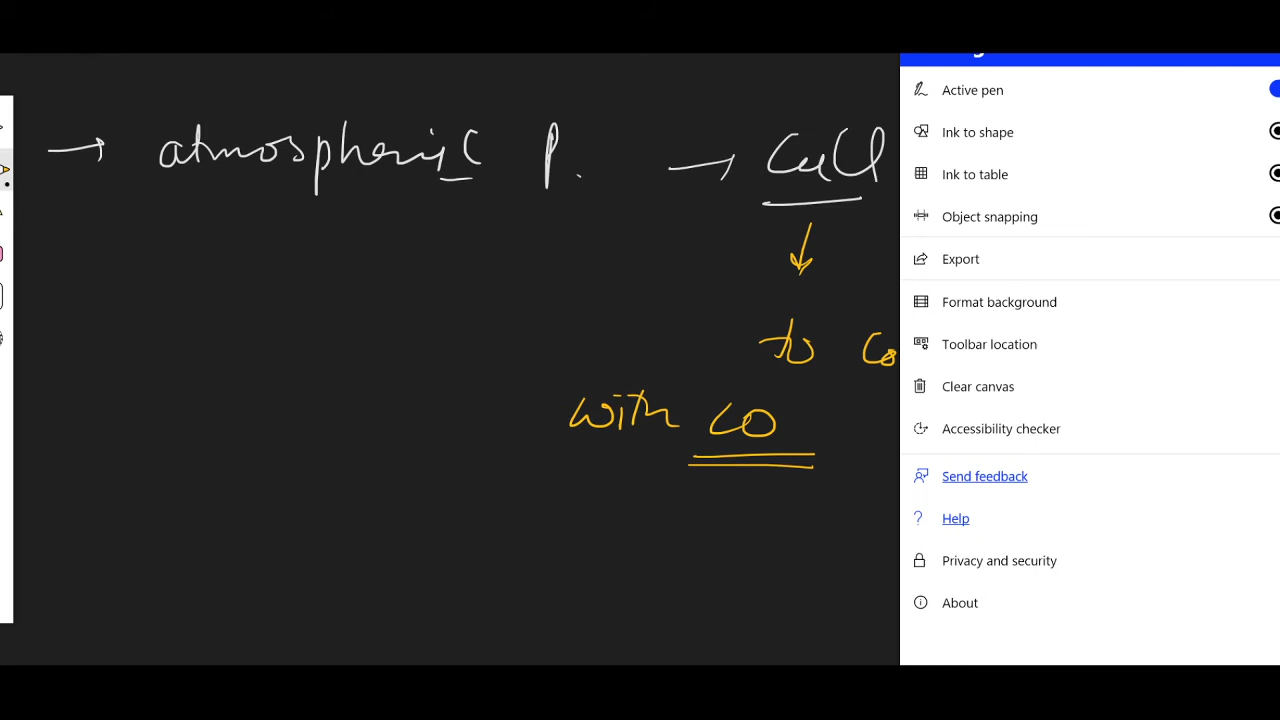 → atmospheric P. → CuCl
↓
to Co
with CO
Active pen
Ink to shape
Ink to table
Object snapping
Export
Format background
Toolbar location
Clear canvas
Accessibility checker
Send feedback
Help
Privacy and security
About